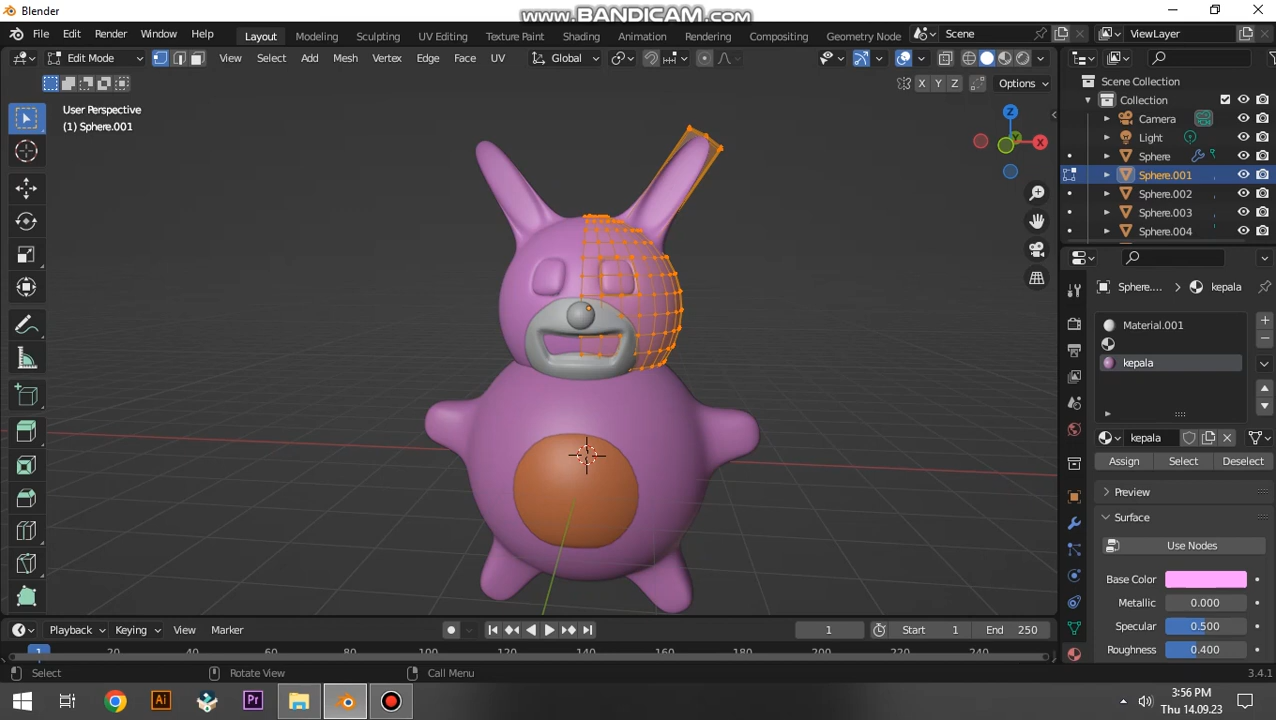 Blender
www.BANDICAM.com
File Edit Render Window Help Layout Modeling Sculpting UV Editing Texture Paint Shading Animation Rendering Compositing Geometry Node Scene ViewLayer
Edit Mode View Select Add Mesh Vertex Edge Face UV Global
X Y Z Options
User Perspective
(1) Sphere.001
Z
Y
X
Scene Collection
Collection
Camera
Light
Sphere
Sphere.001
Sphere.002
Sphere.003
Sphere.004
Sphere.... kepala
Material.001
kepala
kepala
Assign Select Deselect
Preview
Surface
Use Nodes
Base Color
Metallic 0.000
Specular 0.500
Roughness 0.400
Playback Keying View Marker 1 Start 1 End 250
20 40 60 80 100 120 140 160 180 200 220 240
Select Rotate View Call Menu 3.4.1
Ai Pr
3:56 PM
Thu 14.09.23